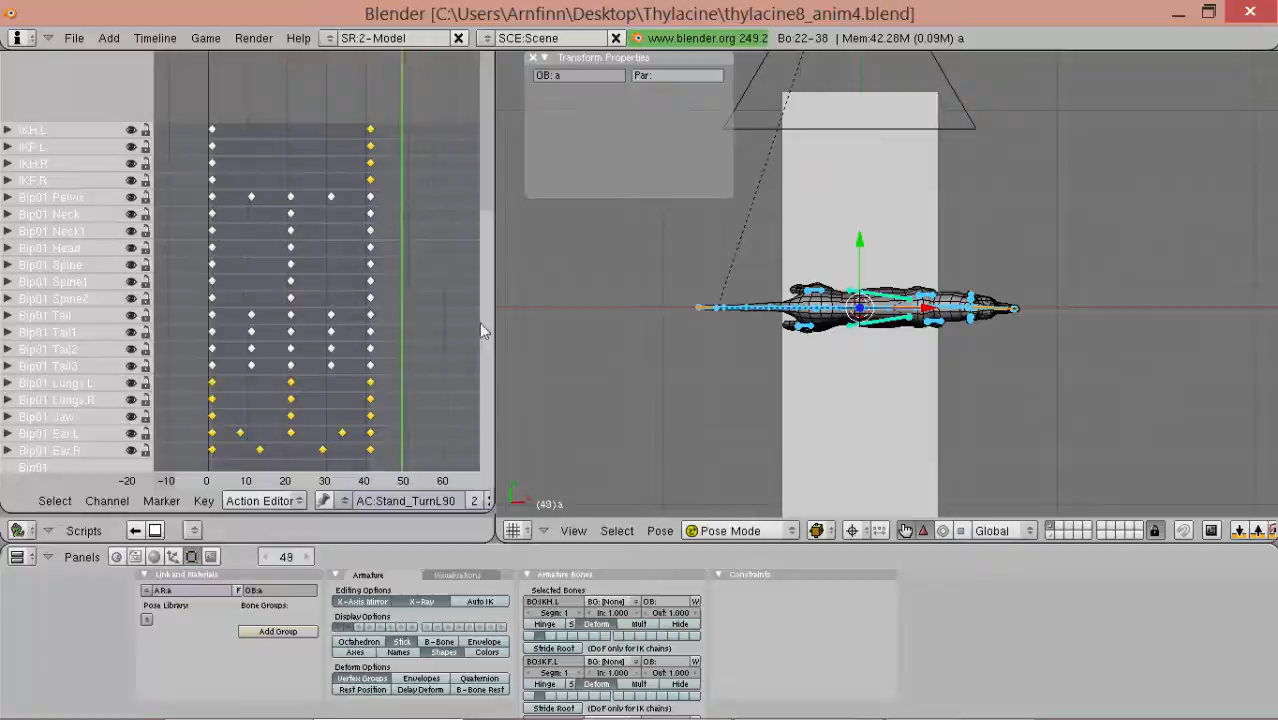 Blender [C:\Users\Arnfinn\Desktop\Thylacine\thylacine8_anim4.blend]
File Add Timeline Game Render Help SR:2-Model SCE:Scene www.blender.org 249.2 Bo:22-38 | Mem:42.28M (0.09M) a
Transform Properties
OB: a Par:
IKH.L
IKF.L
IKH.R
IKF.R
Bip01 Pelvis
Bip01 Neck
Bip01 Neck1
Bip01 Head
Bip01 Spine
Bip01 Spine1
Bip01 Spine2
Bip01 Tail
Bip01 Tail1
Bip01 Tail2
Bip01 Tail3
Bip01 Lungs.L
Bip01 Lungs.R
Bip01 Jaw
Bip01 Ear.L
Bip01 Ear.R
Bip01
-20 -10 0 10 20 30 40 50 60
(49) a
Select Channel Marker Key Action Editor AC:Stand_TurnL90 2
Scripts
View Select Pose Pose Mode Global
Panels 49
Link and Materials
AR:a F OB:a
Pose Library: Bone Groups:
Add Group
Armature Visualisations
Editing Options
X-Axis Mirror X-Ray Auto IK
Display Options
Octahedron Stick B-Bone Envelope
Axes Names Shapes Colors
Deform Options
Vertex Groups Envelopes Quaternion
Rest Position Delay Deform B-Bone Rest
Armature Bones
Selected Bones
BO:IKH.L BG: [None] OB: W
Segm: 1 In: 1.000 Out: 1.000
Hinge S Deform Mult Hide
Stride Root (DoF only for IK chains)
BO:IKF.L BG: [None] OB: W
Segm: 1 In: 1.000 Out: 1.000
Hinge S Deform Mult Hide
Stride Root (DoF only for IK chains)
Constraints